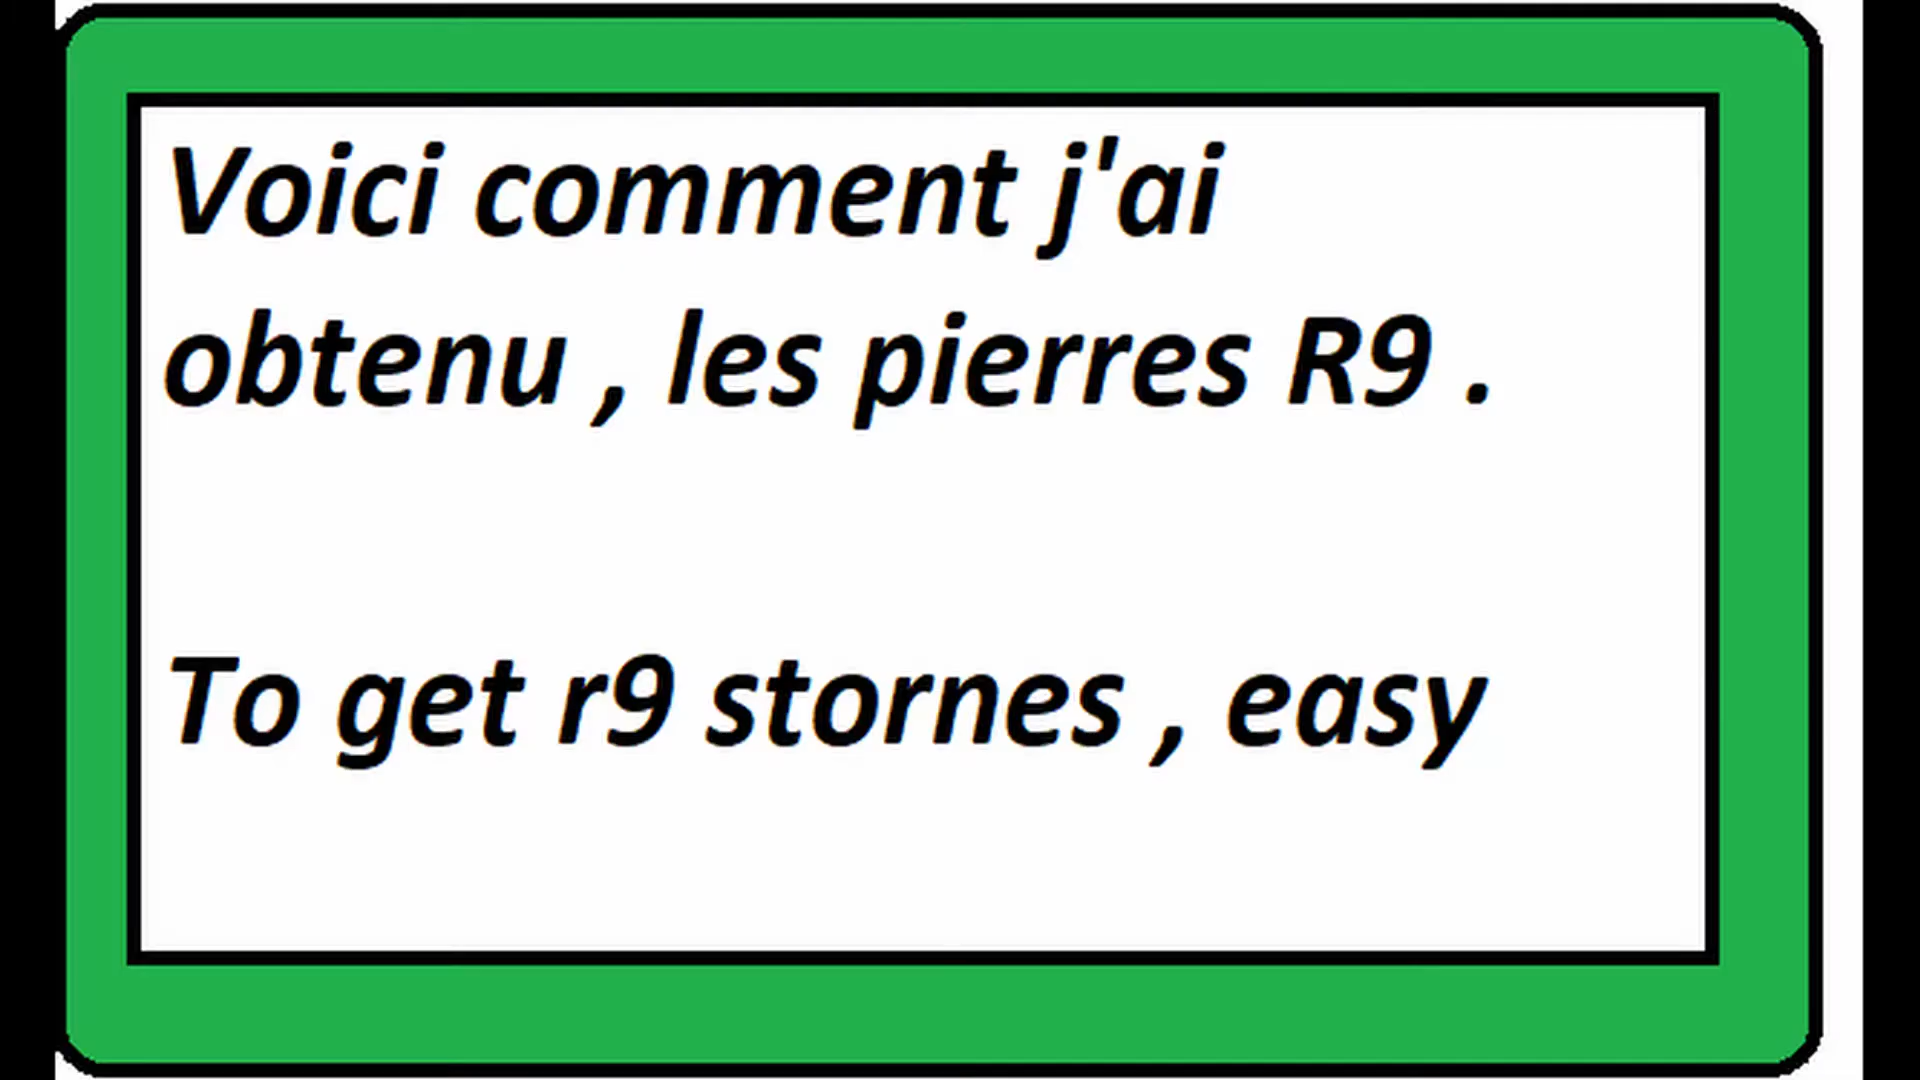 Voici comment j'ai
obtenu , les pierres R9 .
To get r9 stornes , easy